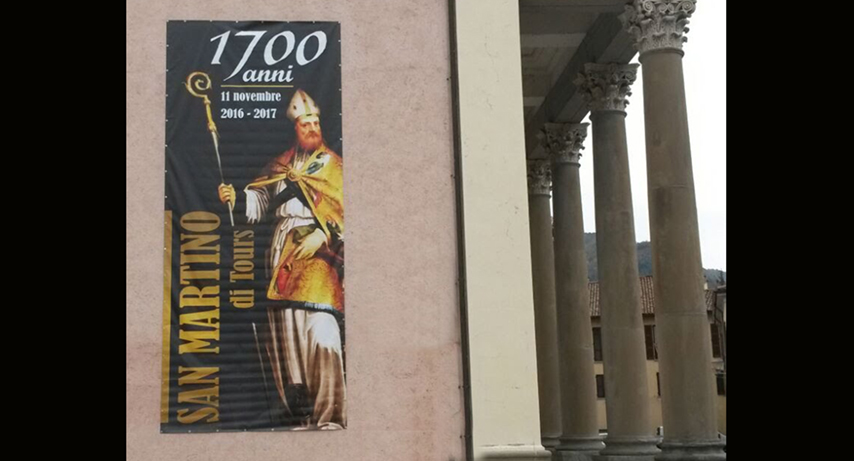 1700
anni
11 novembre
2016 - 2017
SAN MARTINO
di Tours